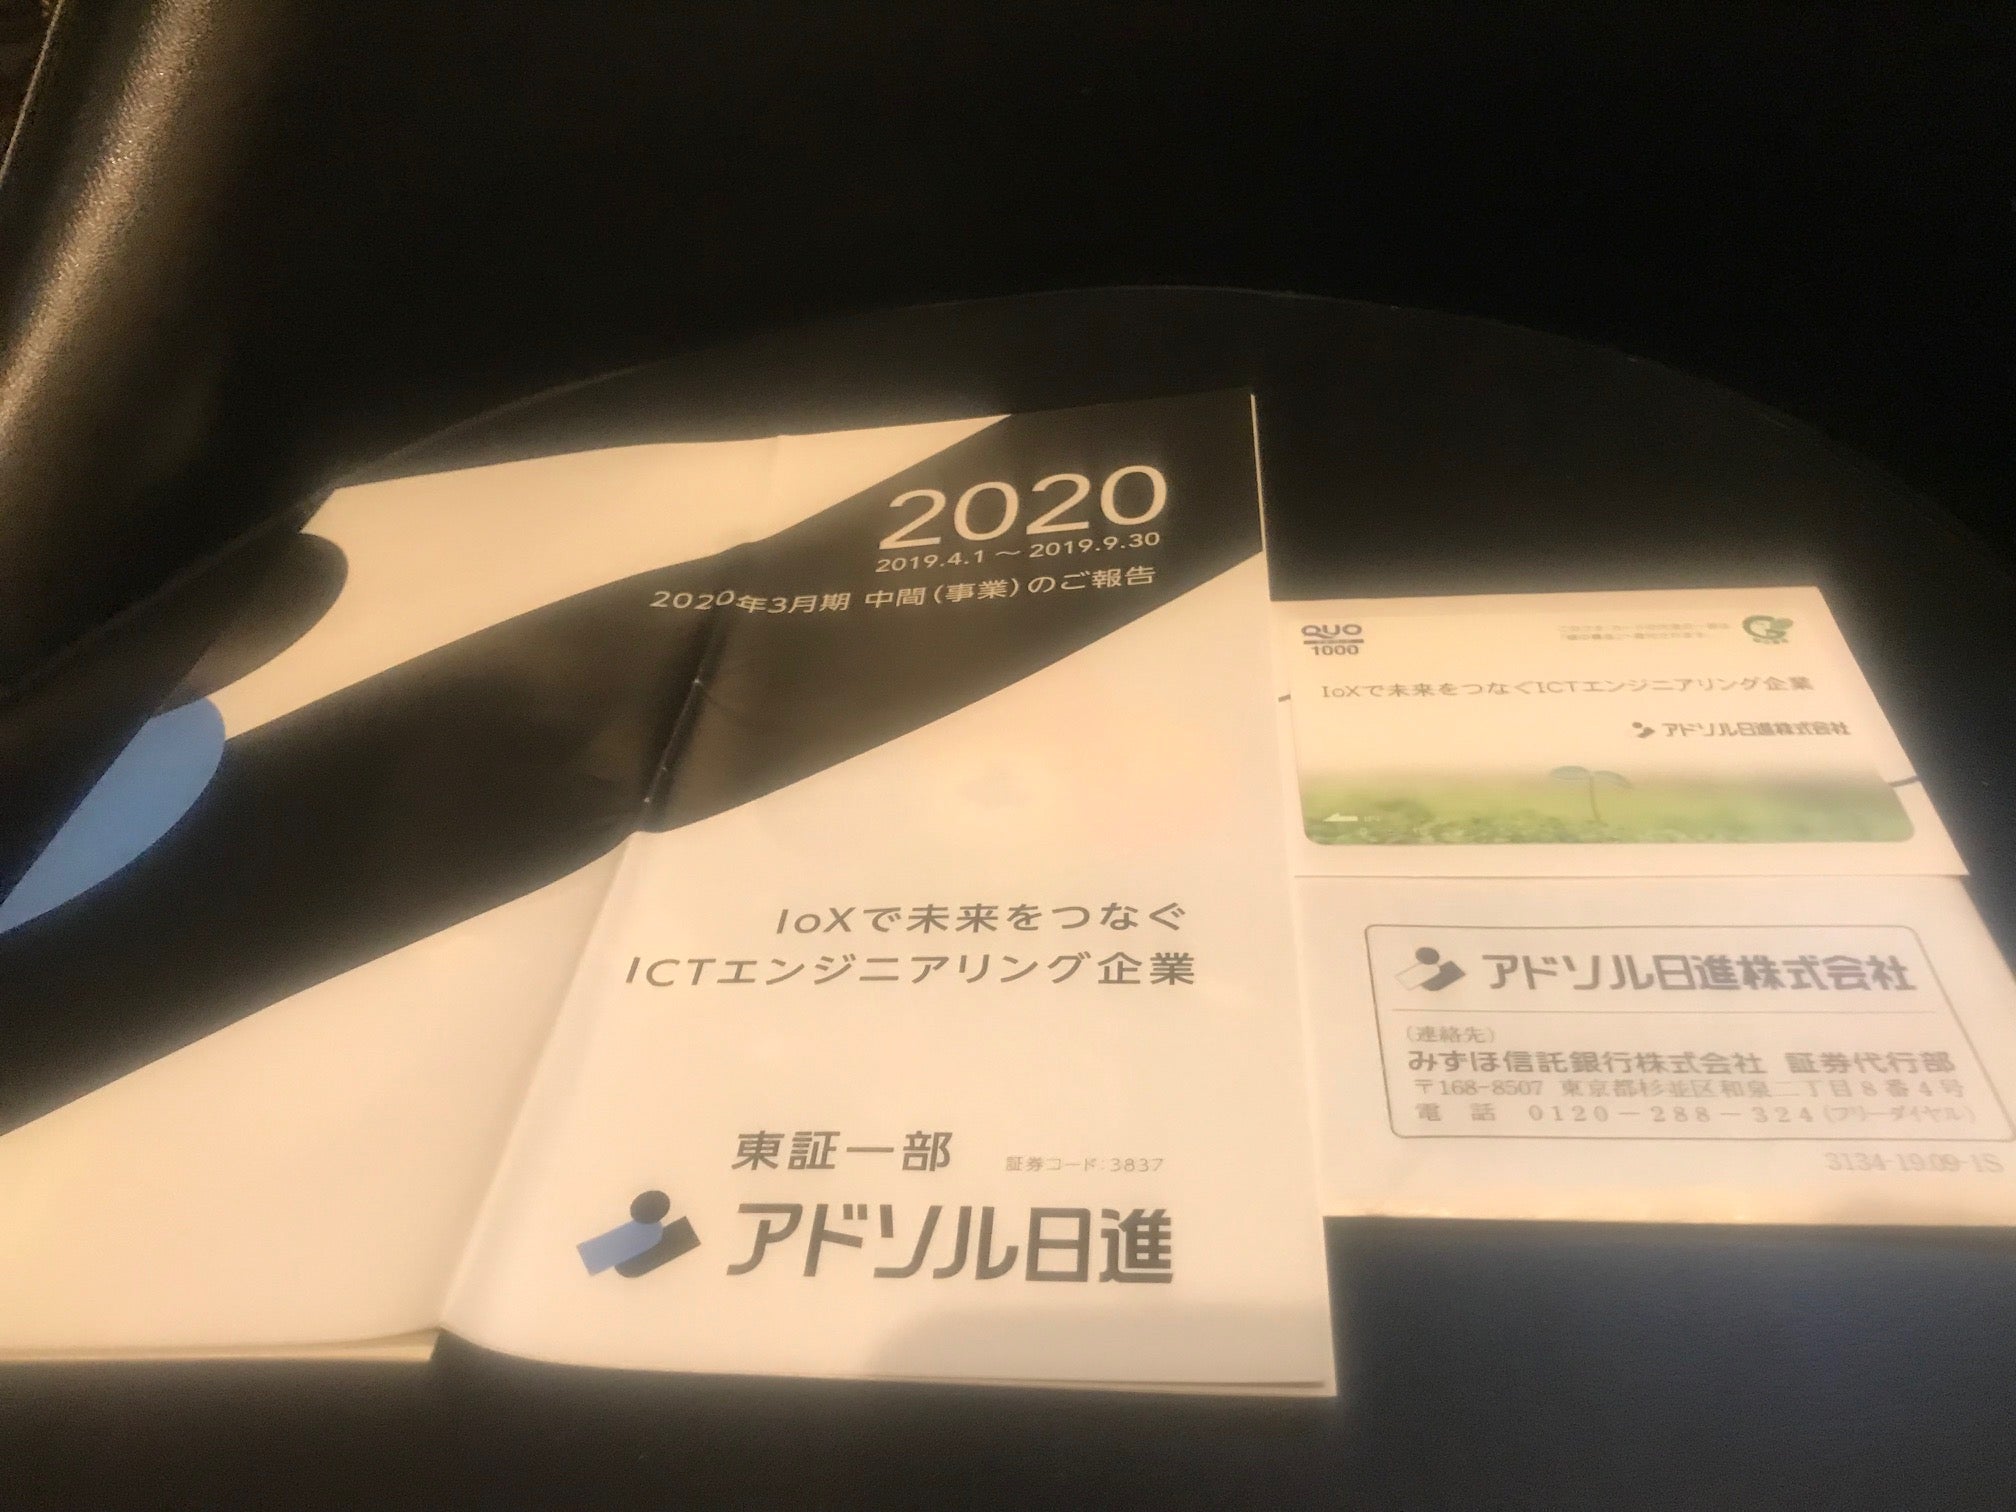 2020
2019.4.1～2019.9.30
2020年3月期 中間（事業）のご報告
IoXで未来をつなぐ
ICTエンジニアリング企業
東証一部 証券コード:3837
アドソル日進
QUO
1000
IoXで未来をつなぐICTエンジニアリング企業
アドソル日進株式会社
アドソル日進株式会社
（連絡先）
みずほ信託銀行株式会社 証券代行部
〒168-8507 東京都杉並区和泉二丁目8番4号
電 話 0120-288-324（フリーダイヤル）
3134-19.09-1S